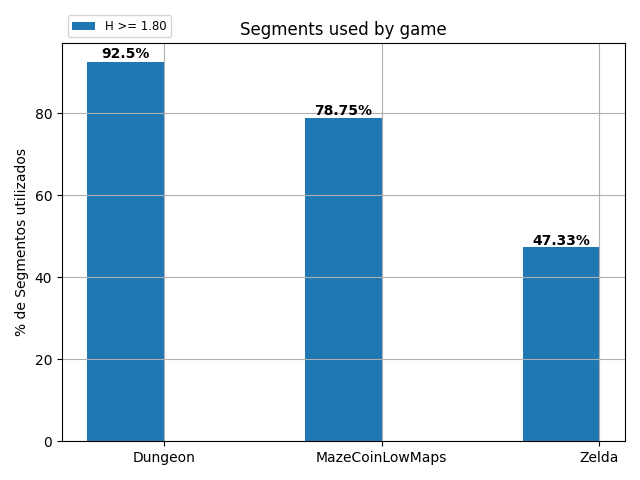 H >= 1.80
Segments used by game
92.5%
78.75%
47.33%
% de Segmentos utilizados
80
60
40
20
0
Dungeon
MazeCoinLowMaps
Zelda